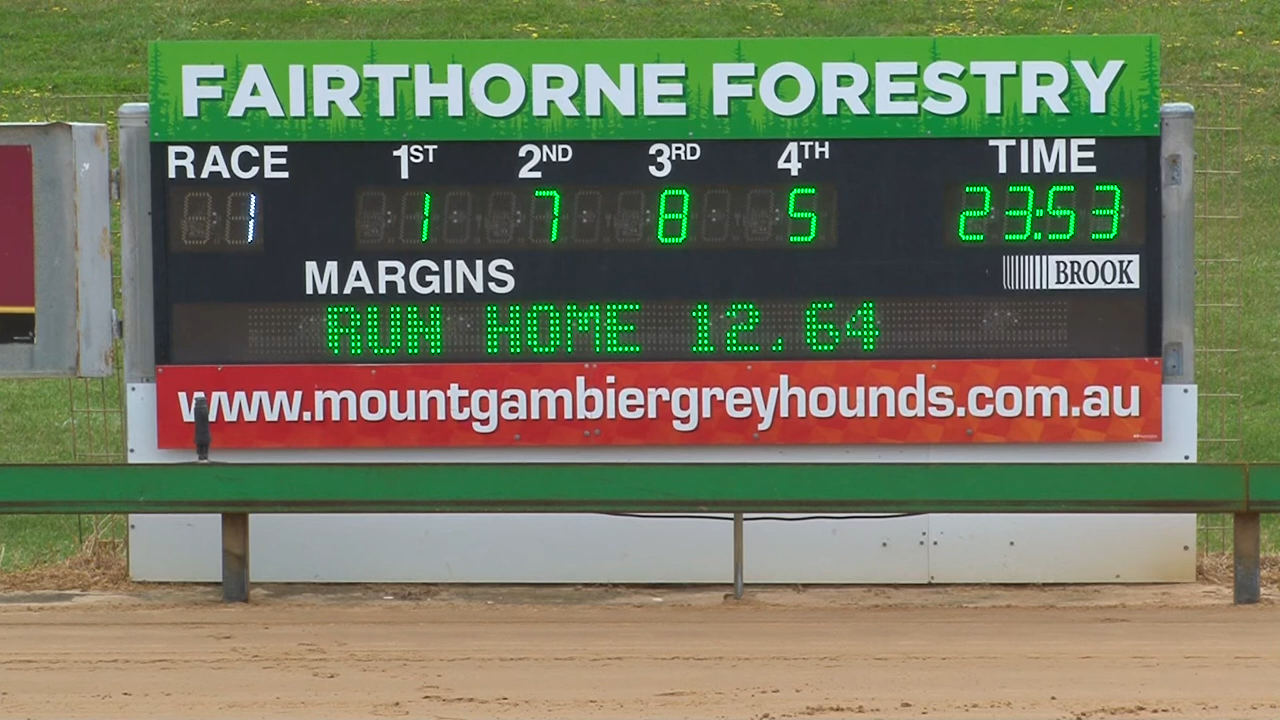 FAIRTHORNE FORESTRY
RACE 1ST 2ND 3RD 4TH TIME
1 1 7 8 5 23:53
MARGINS BROOK
RUN HOME 12.64
www.mountgambiergreyhounds.com.au